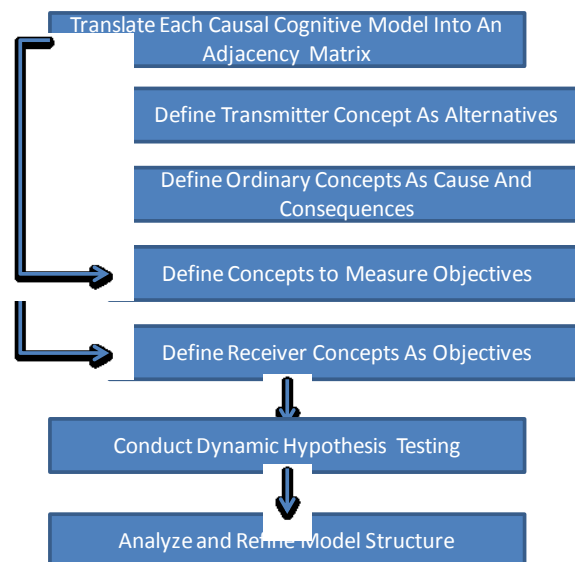 Translate Each Causal Cognitive Model Into An
Adjacency Matrix
Define Transmitter Concept As Alternatives
Define Ordinary Concepts As Cause And
Consequences
Define Concepts to Measure Objectives
Define Receiver Concepts As Objectives
Conduct Dynamic Hypothesis Testing
Analyze and Refine Model Structure